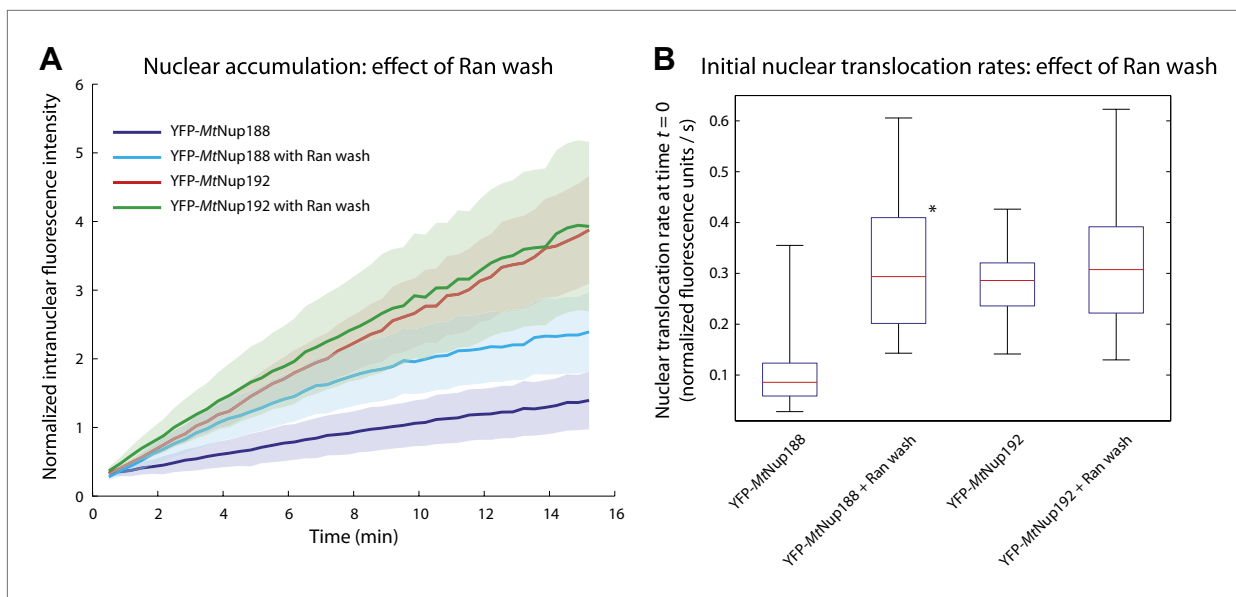 A
Nuclear accumulation: effect of Ran wash
Normalized intranuclear fluorescence intensity
6
5
4
3
2
1
0
YFP-MtNup188
YFP-MtNup188 with Ran wash
YFP-MtNup192
YFP-MtNup192 with Ran wash
0 2 4 6 8 10 12 14 16
Time (min)
B
Initial nuclear translocation rates: effect of Ran wash
Nuclear translocation rate at time t = 0
(normalized fluorescence units / s)
0.6
0.5
0.4
0.3
0.2
0.1
*
YFP-MtNup188
YFP-MtNup188 + Ran wash
YFP-MtNup192
YFP-MtNup192 + Ran wash